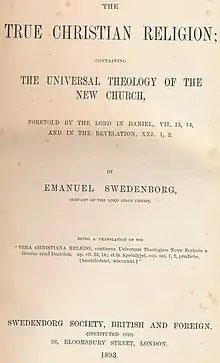 THE
TRUE CHRISTIAN RELIGION;
CONTAINING
THE UNIVERSAL THEOLOGY OF THE
NEW CHURCH,
FORETOLD BY THE LORD IN DANIEL, VII. 13, 14,
AND IN THE REVELATION, XXI. 1, 2.
BY
EMANUEL SWEDENBORG,
SERVANT OF THE LORD JESUS CHRIST.
BEING A TRANSLATION OF HIS
"VERA CHRISTIANA RELIGIO, continens Universam Theologiam Novæ Ecclesiæ a
Domino apud Danielem, cap. vii. 13, 14; et in Apocalypsi, cap. xxi. 1, 2, prædictæ.
(Amstelodami, MDCCLXXI.)"
SWEDENBORG SOCIETY, BRITISH AND FOREIGN,
(INSTITUTED 1810)
36, BLOOMSBURY STREET, LONDON.
1893.